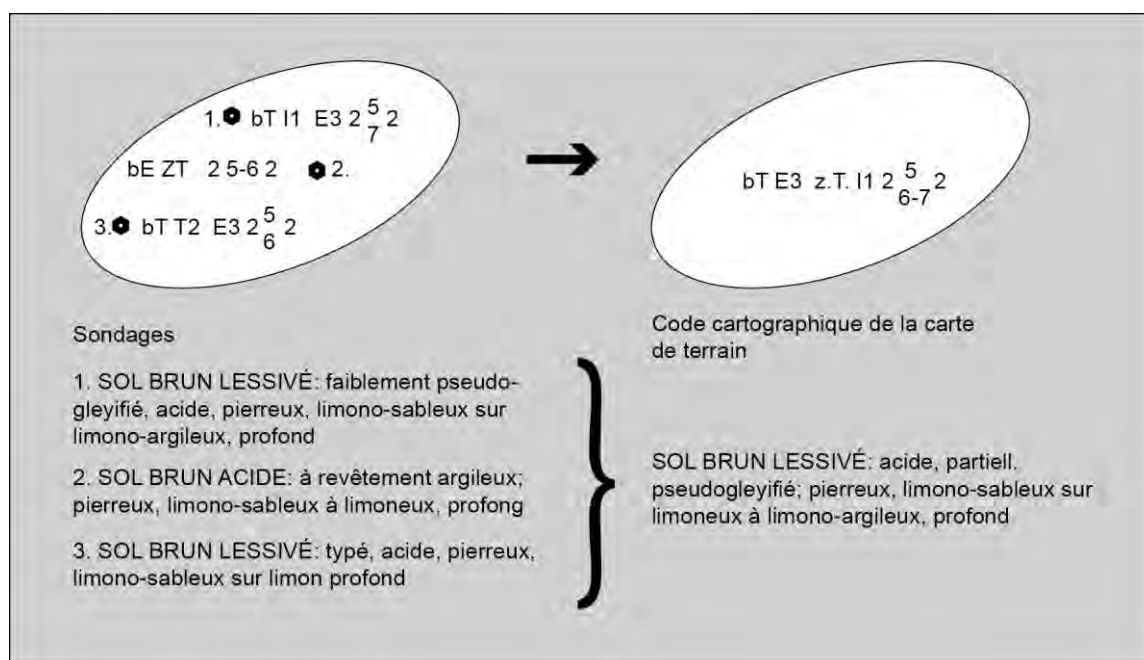 1. bT I1 E3 2 5/7 2
bE ZT 2 5-6 2 2.
3. bT T2 E3 2 5/6 2
bT E3 z.T. I1 2 5/6-7 2
Sondages
1. SOL BRUN LESSIVÉ: faiblement pseudo-
gleyifié, acide, pierreux, limono-sableux sur
limono-argileux, profond
2. SOL BRUN ACIDE: à revêtement argileux;
pierreux, limono-sableux à limoneux, profong
3. SOL BRUN LESSIVÉ: typé, acide, pierreux,
limono-sableux sur limon profond
Code cartographique de la carte
de terrain
SOL BRUN LESSIVÉ: acide, partiell.
pseudogleyifié; pierreux, limono-sableux sur
limoneux à limono-argileux, profond